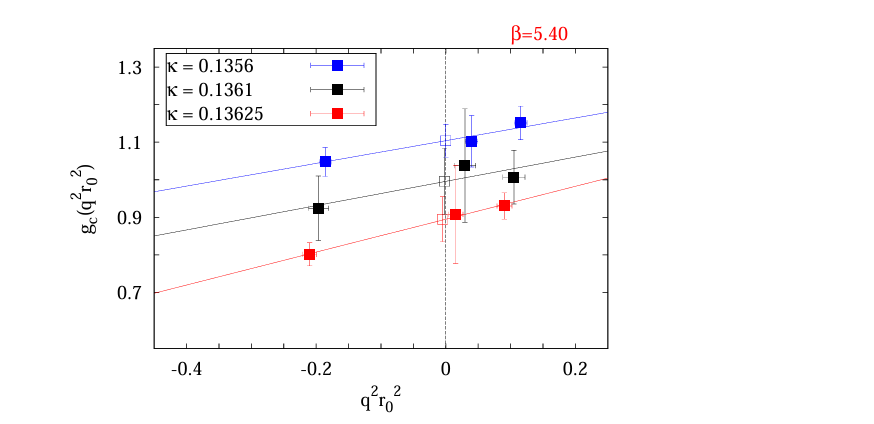 β=5.40
κ = 0.1356
κ = 0.1361
κ = 0.13625
1.3
1.1
0.9
0.7
g_c(q²r₀²)
-0.4 -0.2 0 0.2
q²r₀²